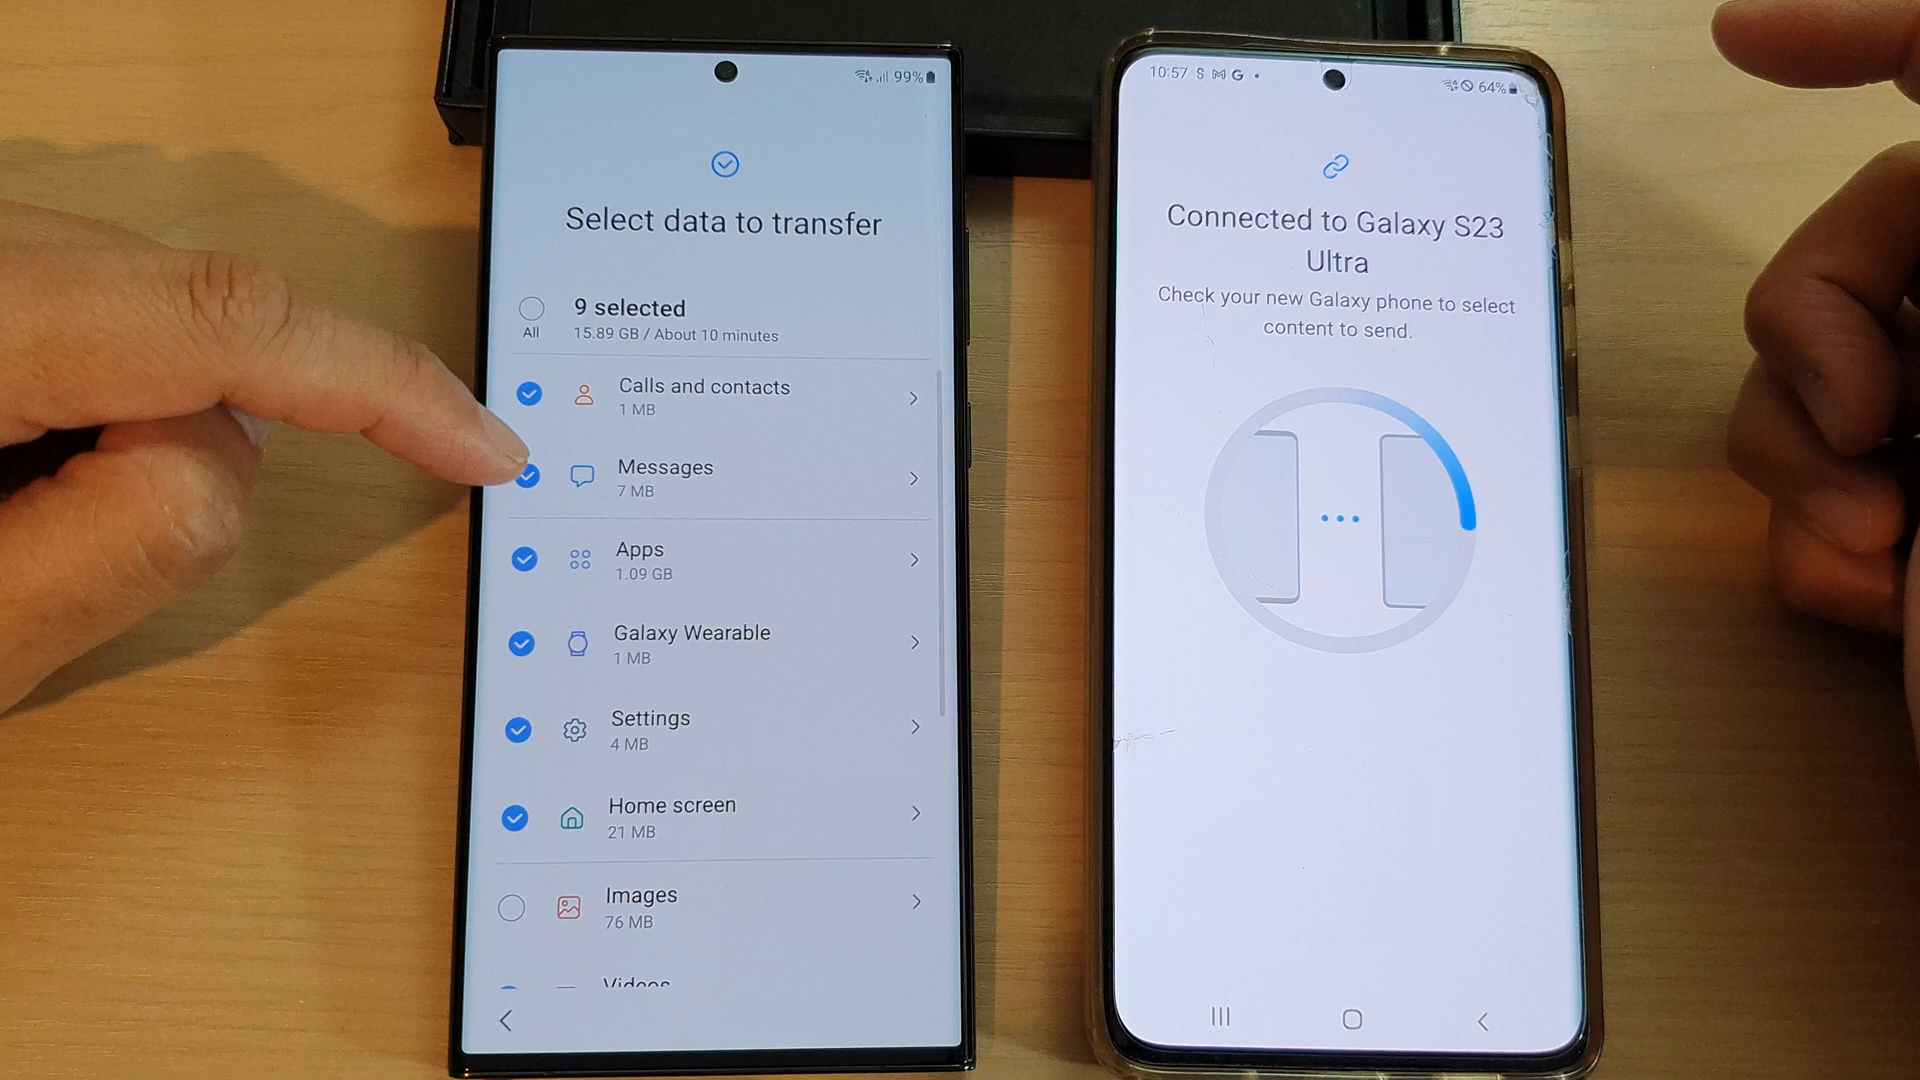 99%
Select data to transfer
All
9 selected
15.89 GB / About 10 minutes
Calls and contacts
1 MB
Messages
7 MB
Apps
1.09 GB
Galaxy Wearable
1 MB
Settings
4 MB
Home screen
21 MB
Images
76 MB
Videos
10:57 S M G
64%
Connected to Galaxy S23
Ultra
Check your new Galaxy phone to select
content to send.